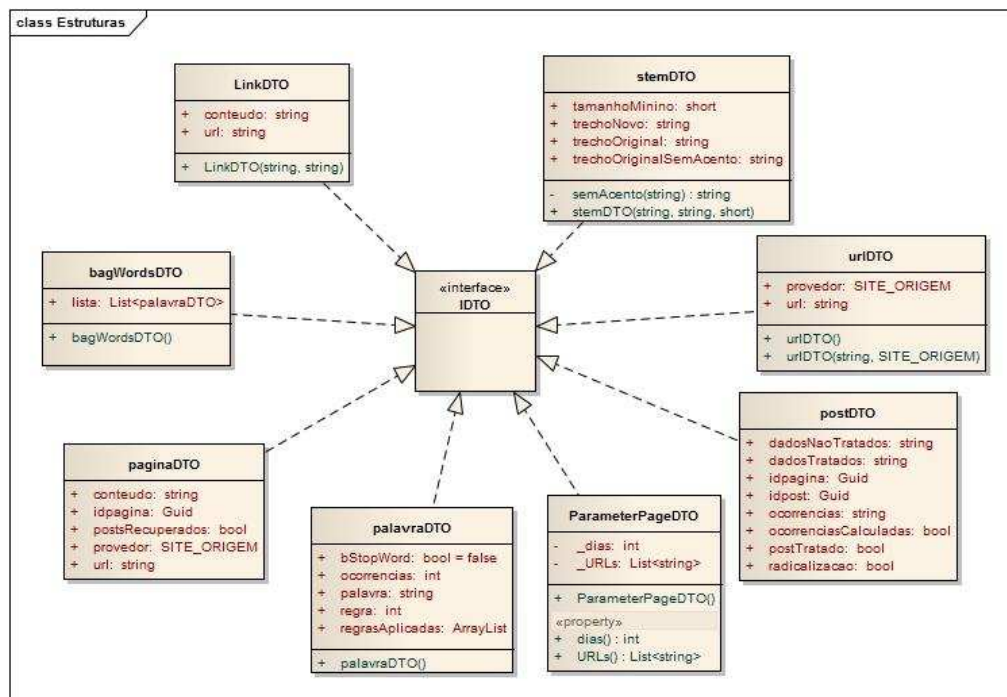 class Estruturas
LinkDTO
+ conteudo: string
+ url: string
+ LinkDTO(string, string)
stemDTO
+ tamanhoMinino: short
+ trechoNovo: string
+ trechoOriginal: string
+ trechoOriginalSemAcento: string
- semAcento(string) : string
+ stemDTO(string, string, short)
bagWordsDTO
+ lista: List<palavraDTO>
+ bagWordsDTO()
«interface»
IDTO
urlDTO
+ provedor: SITE_ORIGEM
+ url: string
+ urlDTO()
+ urlDTO(string, SITE_ORIGEM)
paginaDTO
+ conteudo: string
+ idpagina: Guid
+ postsRecuperados: bool
+ provedor: SITE_ORIGEM
+ url: string
palavraDTO
+ bStopWord: bool = false
+ ocorrencias: int
+ palavra: string
+ regra: int
+ regrasAplicadas: ArrayList
+ palavraDTO()
ParameterPageDTO
- _dias: int
- _URLs: List<string>
+ ParameterPageDTO()
«property»
+ dias() : int
+ URLs() : List<string>
postDTO
+ dadosNaoTratados: string
+ dadosTratados: string
+ idpagina: Guid
+ idpost: Guid
+ ocorrencias: string
+ ocorrenciasCalculadas: bool
+ postTratado: bool
+ radicalizacao: bool